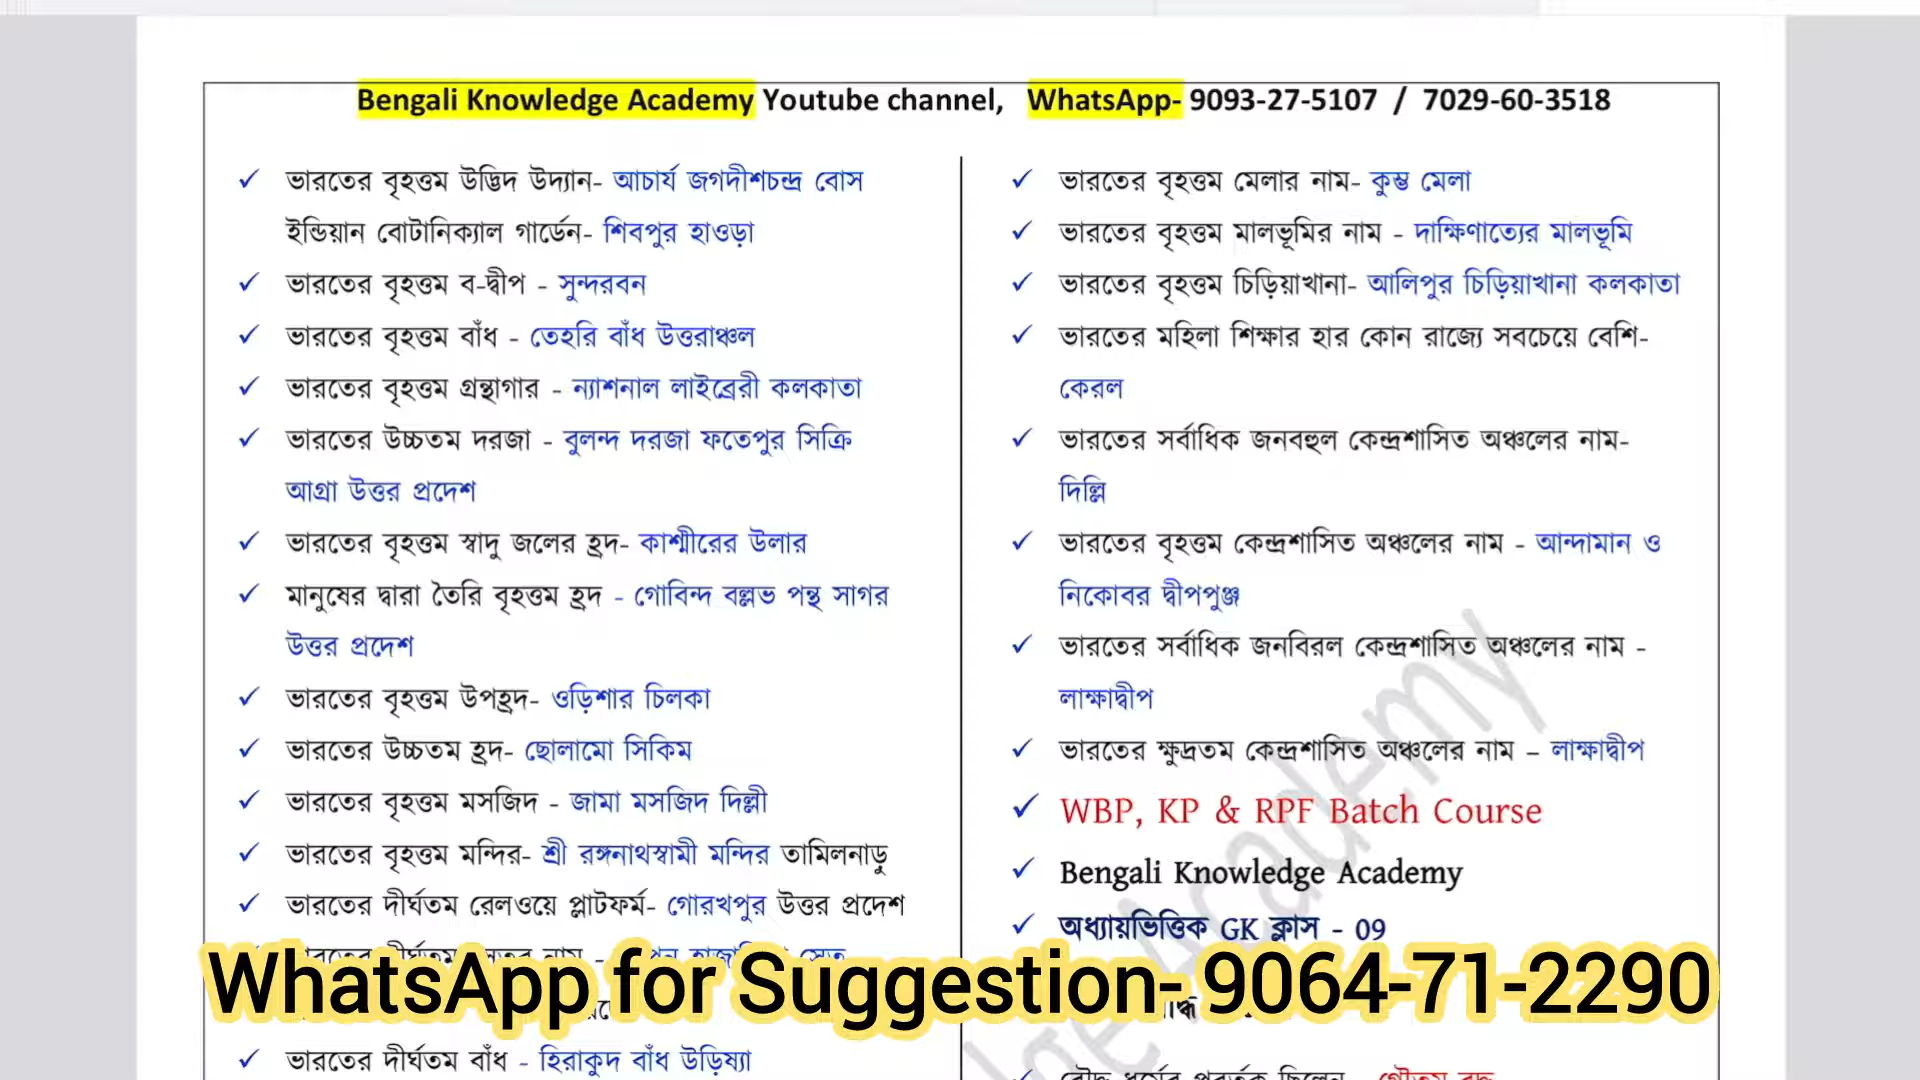 Bengali Knowledge Academy Youtube channel, WhatsApp- 9093-27-5107 / 7029-60-3518
ভারতের বৃহত্তম উদ্ভিদ উদ্যান- আচার্য জগদীশচন্দ্র বোস
ইন্ডিয়ান বোটানিক্যাল গার্ডেন- শিবপুর হাওড়া
ভারতের বৃহত্তম ব-দ্বীপ - সুন্দরবন
ভারতের বৃহত্তম বাঁধ - তেহরি বাঁধ উত্তরাঞ্চল
ভারতের বৃহত্তম গ্রন্থাগার - ন্যাশনাল লাইব্রেরী কলকাতা
ভারতের উচ্চতম দরজা - বুলন্দ দরজা ফতেপুর সিক্রি
আগ্রা উত্তর প্রদেশ
ভারতের বৃহত্তম স্বাদু জলের হ্রদ- কাশ্মীরের উলার
মানুষের দ্বারা তৈরি বৃহত্তম হ্রদ - গোবিন্দ বল্লভ পন্থ সাগর
উত্তর প্রদেশ
ভারতের বৃহত্তম উপহ্রদ- ওড়িশার চিলকা
ভারতের উচ্চতম হ্রদ- ছোলামো সিকিম
ভারতের বৃহত্তম মসজিদ - জামা মসজিদ দিল্লী
ভারতের বৃহত্তম মন্দির- শ্রী রঙ্গনাথস্বামী মন্দির তামিলনাড়ু
ভারতের দীর্ঘতম রেলওয়ে প্লাটফর্ম- গোরখপুর উত্তর প্রদেশ
ভারতের দীর্ঘতম বাঁধ - হিরাকুদ বাঁধ উড়িষ্যা
ভারতের বৃহত্তম মেলার নাম- কুম্ভ মেলা
ভারতের বৃহত্তম মালভূমির নাম - দাক্ষিণাত্যের মালভূমি
ভারতের বৃহত্তম চিড়িয়াখানা- আলিপুর চিড়িয়াখানা কলকাতা
ভারতের মহিলা শিক্ষার হার কোন রাজ্যে সবচেয়ে বেশি-
কেরল
ভারতের সর্বাধিক জনবহুল কেন্দ্রশাসিত অঞ্চলের নাম-
দিল্লি
ভারতের বৃহত্তম কেন্দ্রশাসিত অঞ্চলের নাম - আন্দামান ও
নিকোবর দ্বীপপুঞ্জ
ভারতের সর্বাধিক জনবিরল কেন্দ্রশাসিত অঞ্চলের নাম -
লাক্ষাদ্বীপ
ভারতের ক্ষুদ্রতম কেন্দ্রশাসিত অঞ্চলের নাম – লাক্ষাদ্বীপ
WBP, KP & RPF Batch Course
Bengali Knowledge Academy
অধ্যায়ভিত্তিক GK ক্লাস - 09
WhatsApp for Suggestion- 9064-71-2290